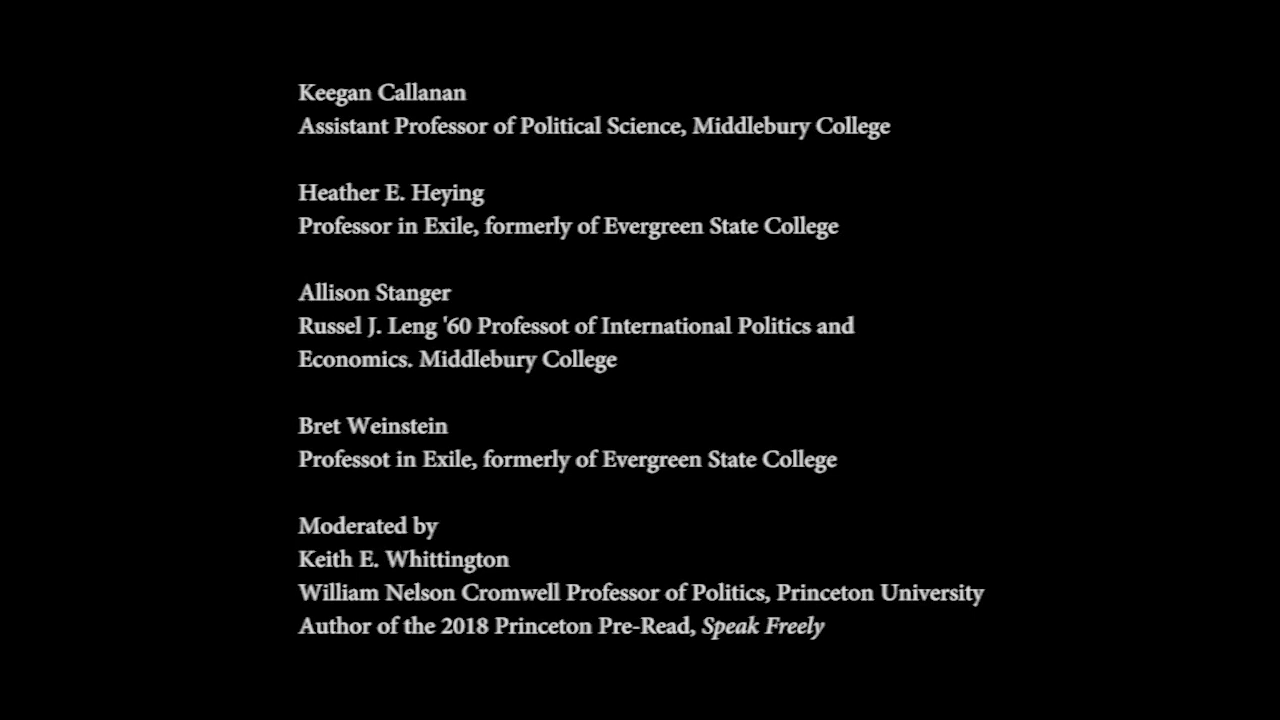 Keegan Callanan
Assistant Professor of Political Science, Middlebury College
Heather E. Heying
Professor in Exile, formerly of Evergreen State College
Allison Stanger
Russel J. Leng '60 Professot of International Politics and
Economics. Middlebury College
Bret Weinstein
Professot in Exile, formerly of Evergreen State College
Moderated by
Keith E. Whittington
William Nelson Cromwell Professor of Politics, Princeton University
Author of the 2018 Princeton Pre-Read, Speak Freely